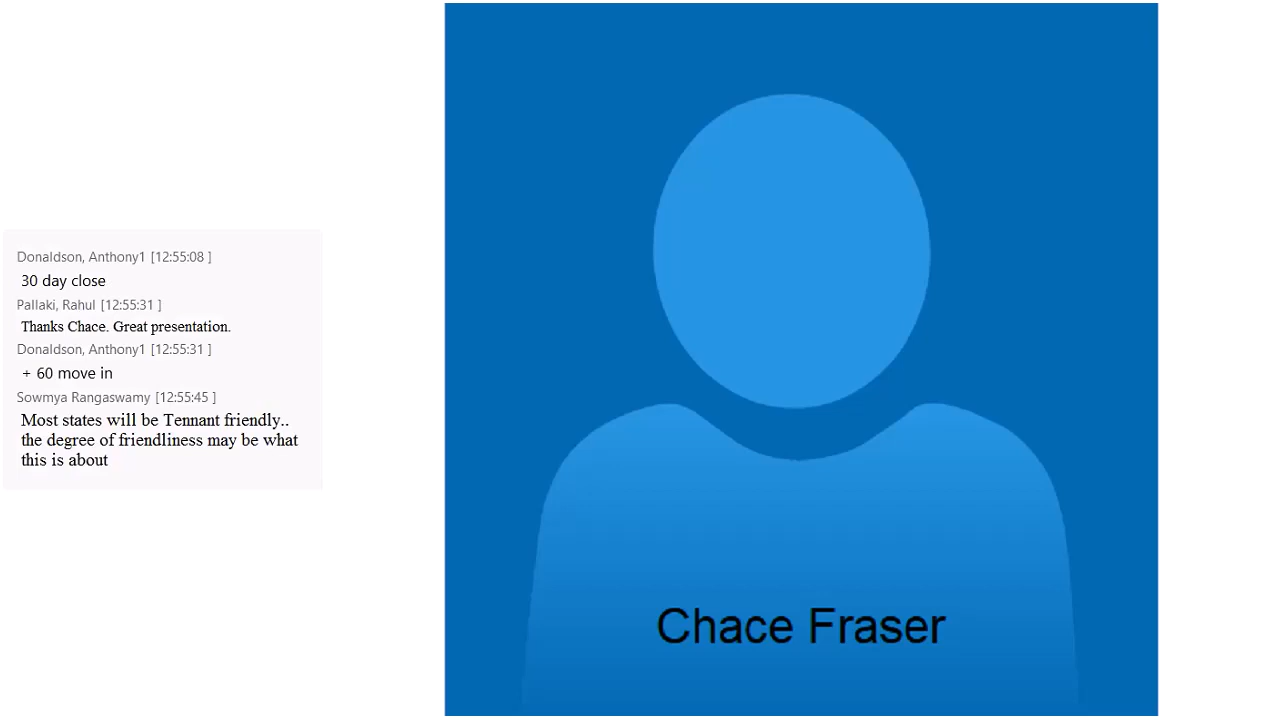 Donaldson, Anthony1 [12:55:08 ]
30 day close
Pallaki, Rahul [12:55:31 ]
Thanks Chace. Great presentation.
Donaldson, Anthony1 [12:55:31 ]
+ 60 move in
Sowmya Rangaswamy [12:55:45 ]
Most states will be Tennant friendly..
the degree of friendliness may be what
this is about
Chace Fraser